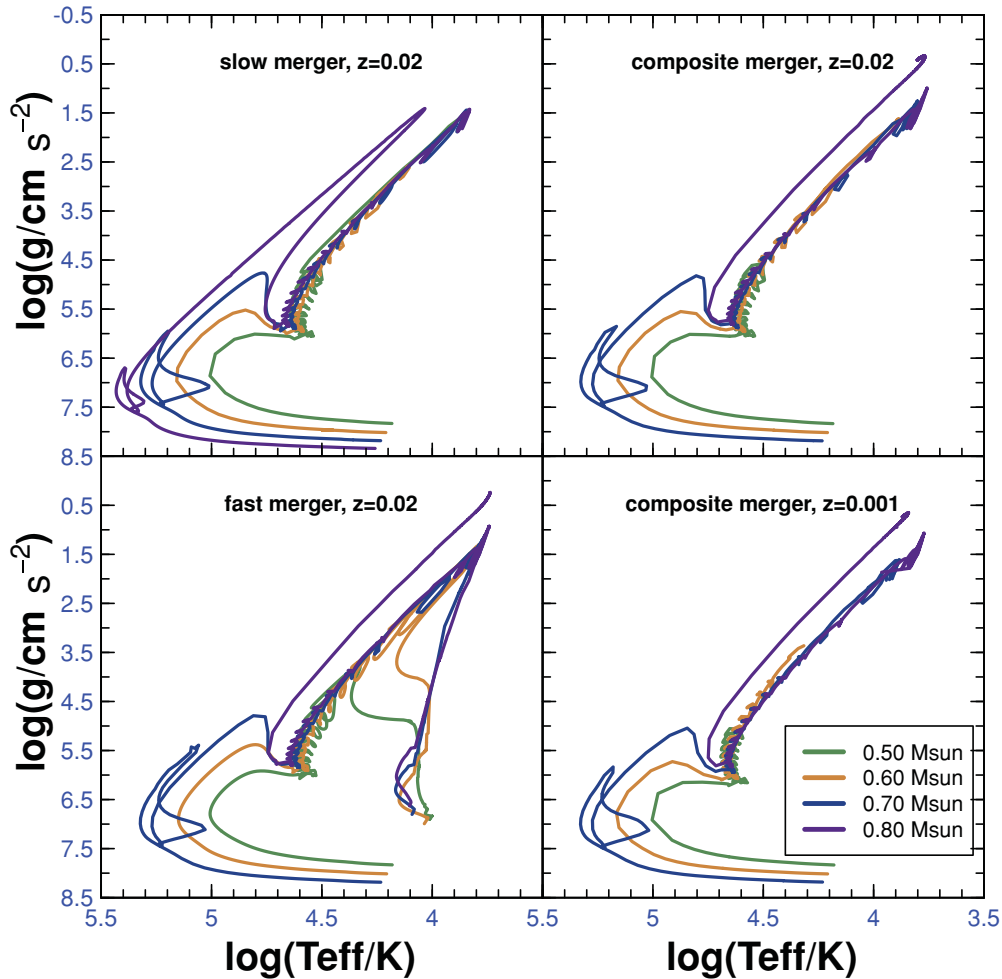 -0.5
0.5
1.5
2.5
3.5
4.5
5.5
6.5
7.5
8.5
log(g/cm s⁻²)
slow merger, z=0.02
composite merger, z=0.02
0.5
1.5
2.5
3.5
4.5
5.5
6.5
7.5
8.5
log(g/cm s⁻²)
fast merger, z=0.02
composite merger, z=0.001
0.50 Msun
0.60 Msun
0.70 Msun
0.80 Msun
5.5 5 4.5 4 5 4.5 4 3.5
log(Teff/K) log(Teff/K)